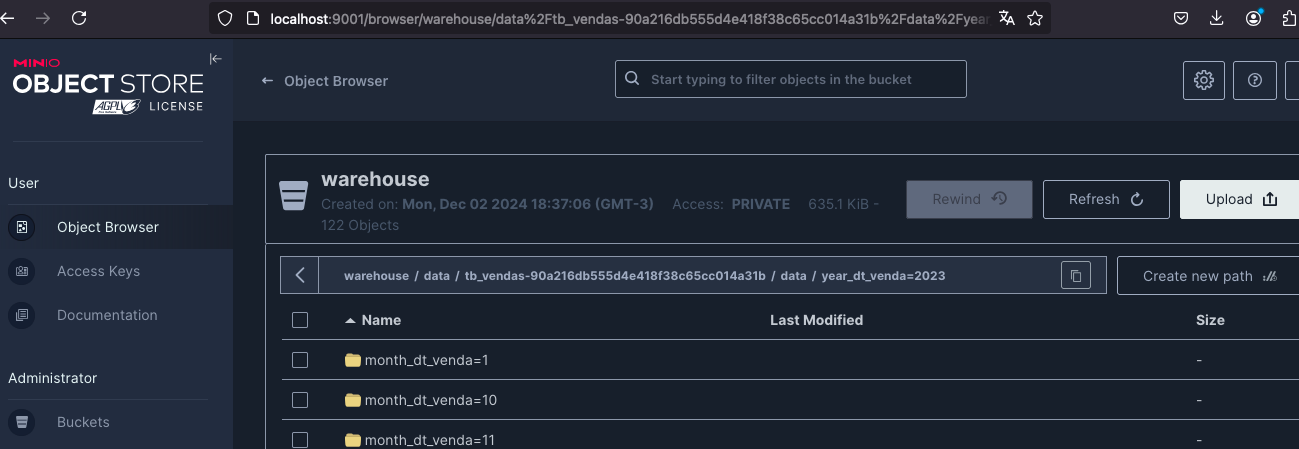 localhost:9001/browser/warehouse/data%2Ftb_vendas-90a216db555d4e418f38c65cc014a31b%2Fdata%2Fyear
MINIO
OBJECT STORE
AGPL LICENSE
Object Browser
Start typing to filter objects in the bucket
User
Object Browser
Access Keys
Documentation
Administrator
Buckets
warehouse
Created on: Mon, Dec 02 2024 18:37:06 (GMT-3) Access: PRIVATE 635.1 KiB -
122 Objects
Rewind
Refresh
Upload
warehouse / data / tb_vendas-90a216db555d4e418f38c65cc014a31b / data / year_dt_venda=2023
Create new path
Name Last Modified Size
month_dt_venda=1 -
month_dt_venda=10 -
month_dt_venda=11 -